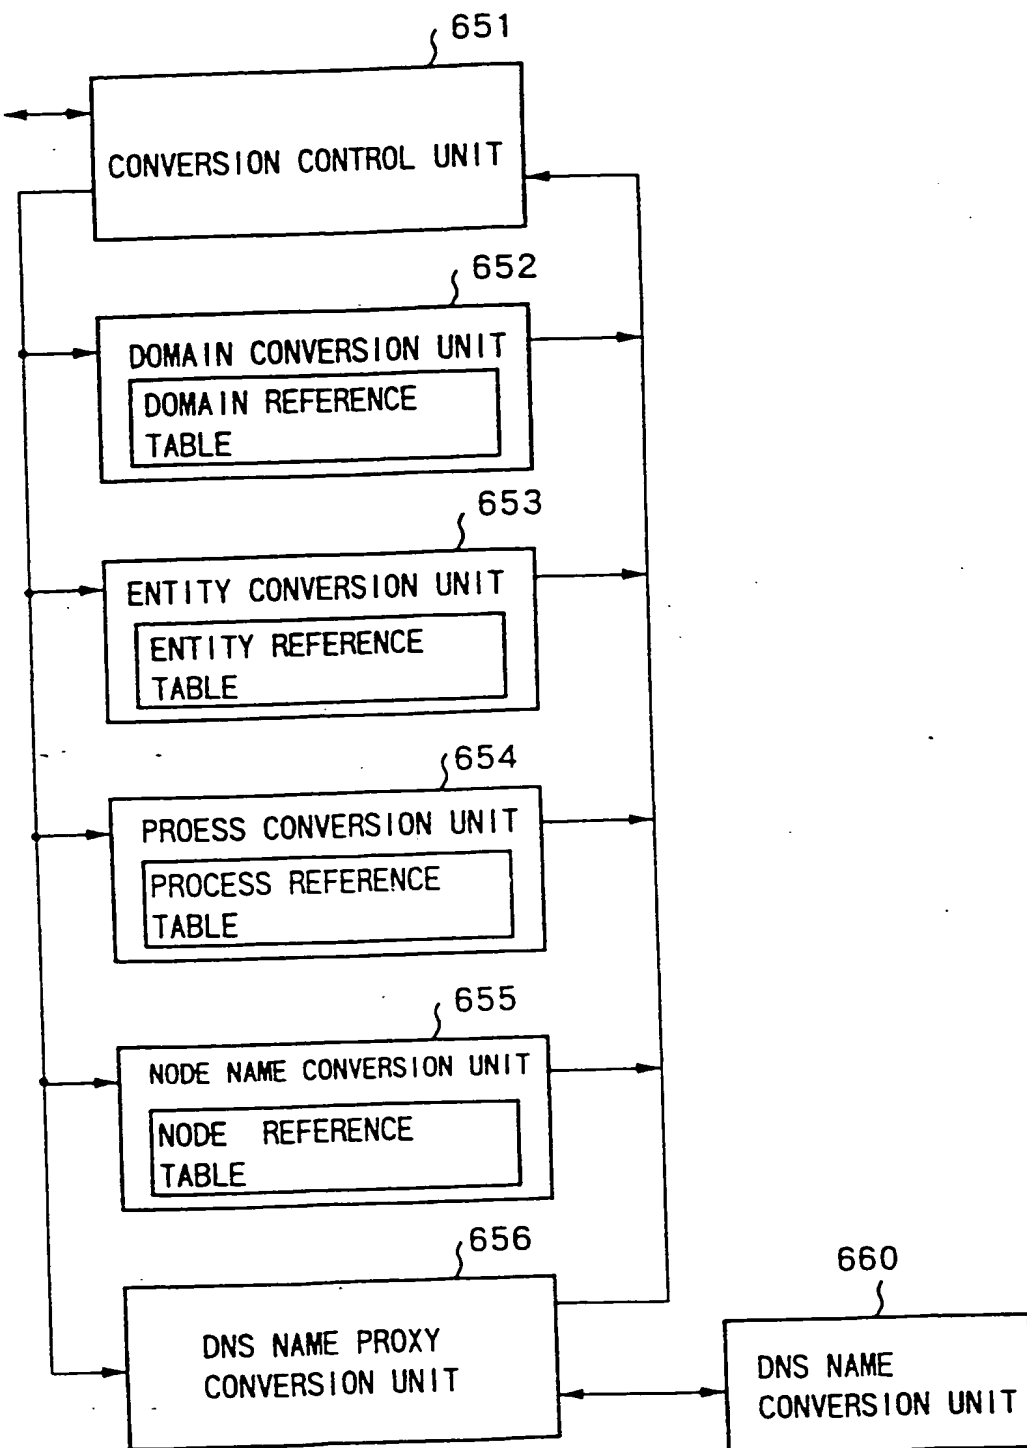 651
CONVERSION CONTROL UNIT
652
DOMAIN CONVERSION UNIT
DOMAIN REFERENCE
TABLE
653
ENTITY CONVERSION UNIT
ENTITY REFERENCE
TABLE
654
PROESS CONVERSION UNIT
PROCESS REFERENCE
TABLE
655
NODE NAME CONVERSION UNIT
NODE REFERENCE
TABLE
656
DNS NAME PROXY
CONVERSION UNIT
660
DNS NAME
CONVERSION UNIT